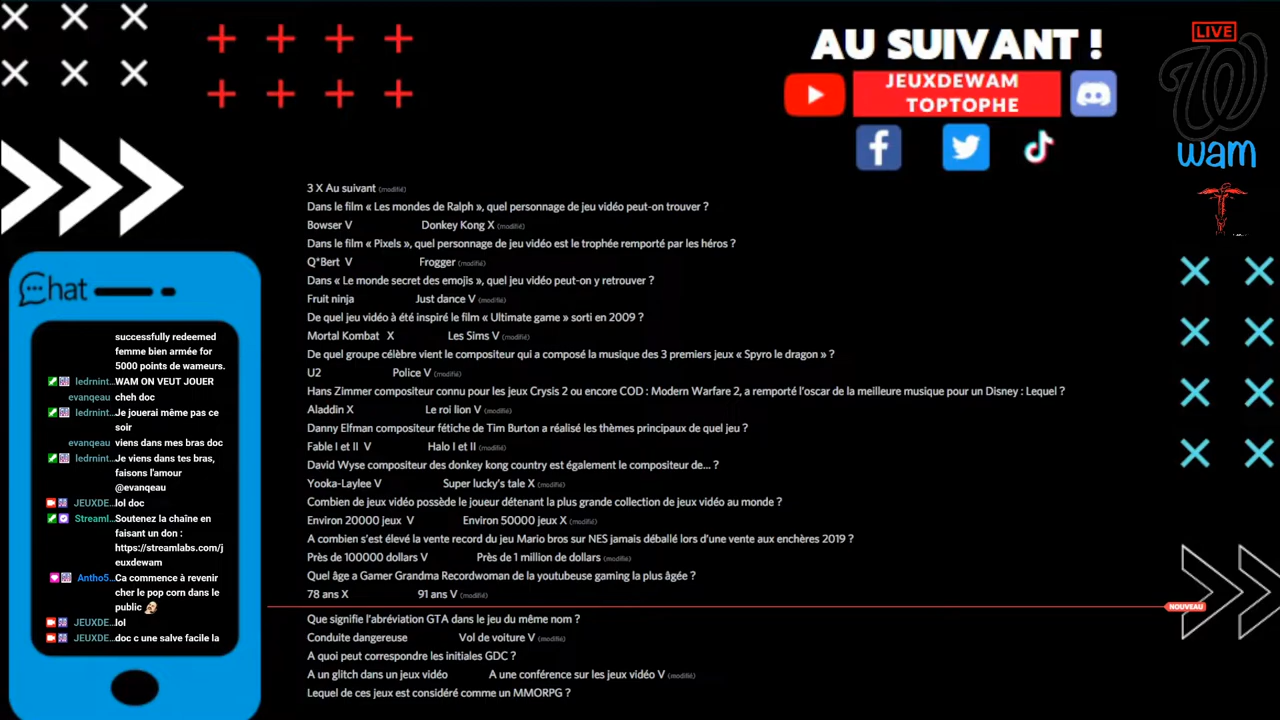 AU SUIVANT !
LIVE
JEUXDEWAM
TOPTOPHE
wam
3 X Au suivant (modifié)
Dans le film « Les mondes de Ralph », quel personnage de jeu vidéo peut-on trouver ?
Bowser V Donkey Kong X (modifié)
Dans le film « Pixels », quel personnage de jeu vidéo est le trophée remporté par les héros ?
Q*Bert V Frogger (modifié)
Dans « Le monde secret des emojis », quel jeu vidéo peut-on y retrouver ?
Fruit ninja Just dance V (modifié)
De quel jeu vidéo à été inspiré le film « Ultimate game » sorti en 2009 ?
Mortal Kombat X Les Sims V (modifié)
De quel groupe célèbre vient le compositeur qui a composé la musique des 3 premiers jeux « Spyro le dragon » ?
U2 Police V (modifié)
Hans Zimmer compositeur connu pour les jeux Crysis 2 ou encore COD : Modern Warfare 2, a remporté l'oscar de la meilleure musique pour un Disney : Lequel ?
Aladdin X Le roi lion V (modifié)
Danny Elfman compositeur fétiche de Tim Burton a réalisé les thèmes principaux de quel jeu ?
Fable I et II V Halo I et II (modifié)
David Wyse compositeur des donkey kong country est également le compositeur de... ?
Yooka-Laylee V Super lucky's tale X (modifié)
Combien de jeux vidéo possède le joueur détenant la plus grande collection de jeux vidéo au monde ?
Environ 20000 jeux V Environ 50000 jeux X (modifié)
A combien s'est élevé la vente record du jeu Mario bros sur NES jamais déballé lors d'une vente aux enchères 2019 ?
Près de 100000 dollars V Près de 1 million de dollars (modifié)
Quel âge a Gamer Grandma Recordwoman de la youtubeuse gaming la plus âgée ?
78 ans X 91 ans V (modifié)
NOUVEAU
Que signifie l'abréviation GTA dans le jeu du même nom ?
Conduite dangereuse Vol de voiture V (modifié)
A quoi peut correspondre les initiales GDC ?
A un glitch dans un jeux vidéo A une conférence sur les jeux vidéo V (modifié)
Lequel de ces jeux est considéré comme un MMORPG ?
Chat
successfully redeemed
femme bien armée for
5000 points de wameurs.
ledrnint... WAM ON VEUT JOUER
evanqeau cheh doc
ledrnint... Je jouerai même pas ce
soir
evanqeau viens dans mes bras doc
ledrnint... Je viens dans tes bras,
faisons l'amour
@evanqeau
JEUXDE... lol doc
Streaml... Soutenez la chaîne en
faisant un don :
https://streamlabs.com/j
euxdewam
Antho5... Ca commence à revenir
cher le pop corn dans le
public
JEUXDE... lol
JEUXDE... doc c une salve facile la